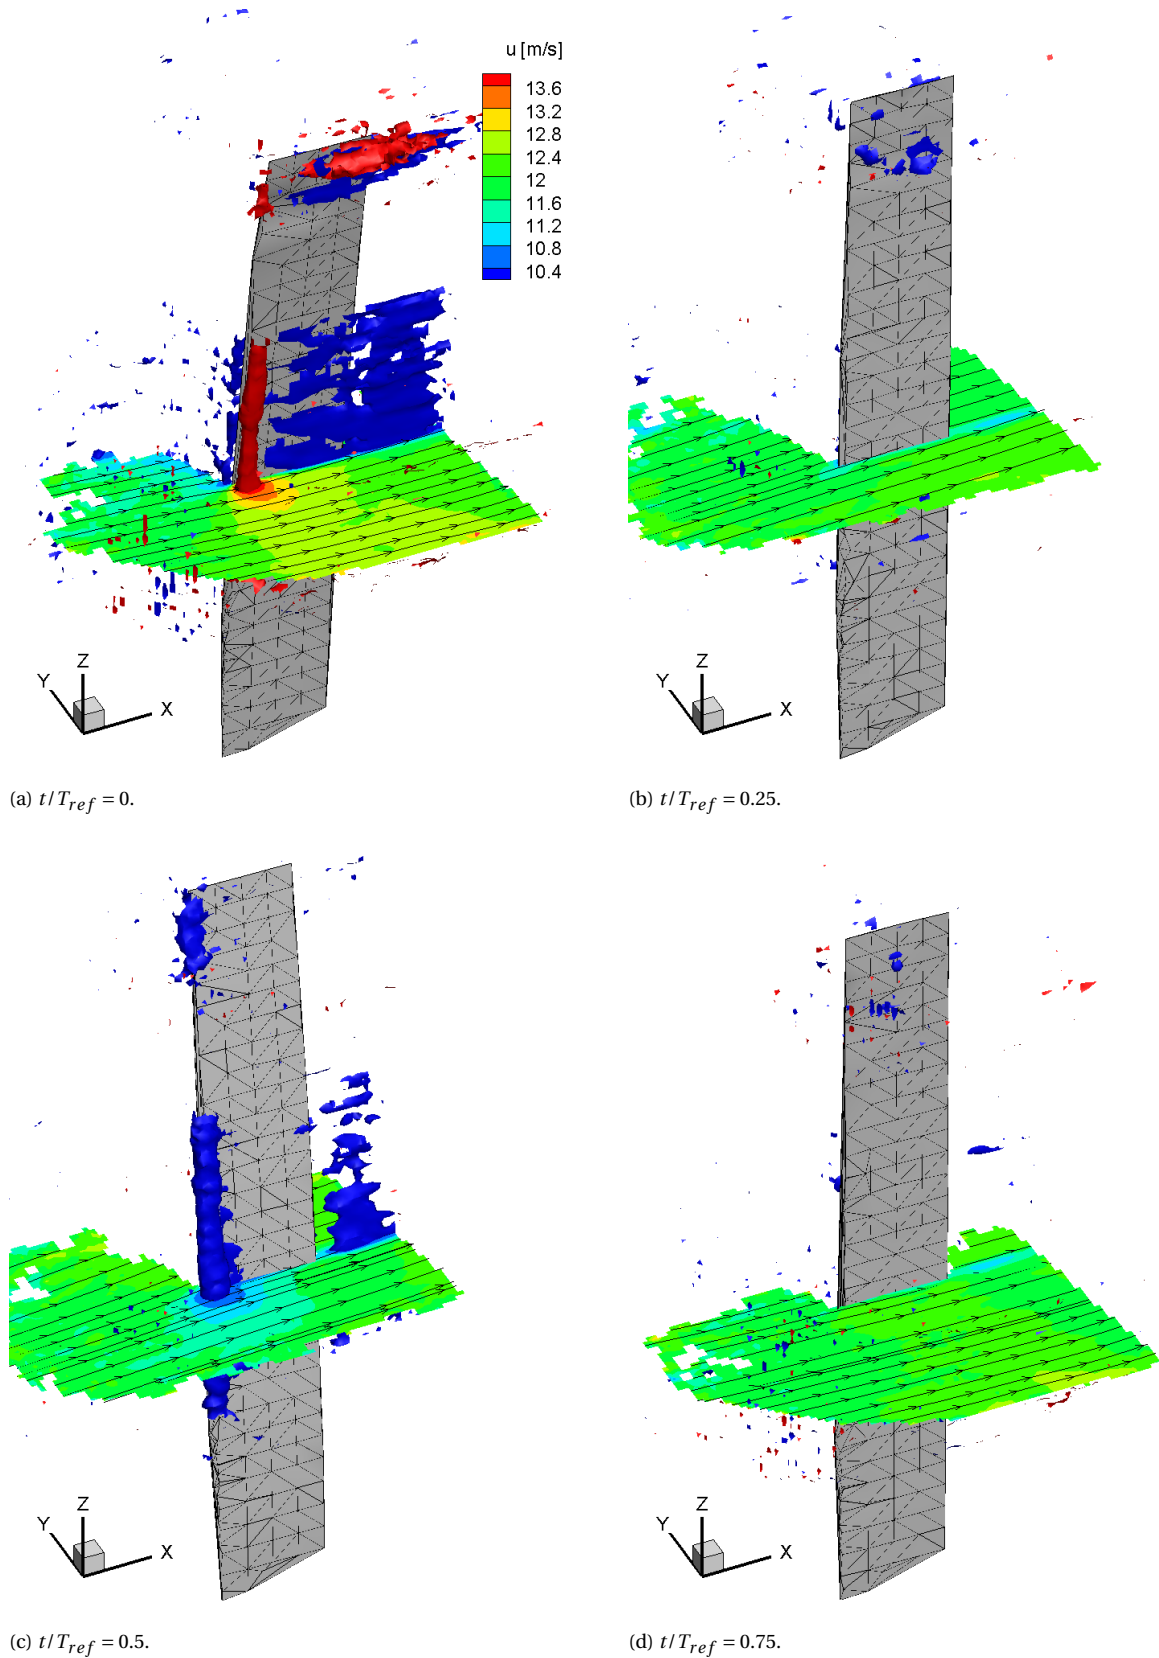 u [m/s]
13.6
13.2
12.8
12.4
12
11.6
11.2
10.8
10.4
Z
Y
X
Z
Y
X
(a) t/T_ref = 0.
(b) t/T_ref = 0.25.
Z
Y
X
Z
Y
X
(c) t/T_ref = 0.5.
(d) t/T_ref = 0.75.